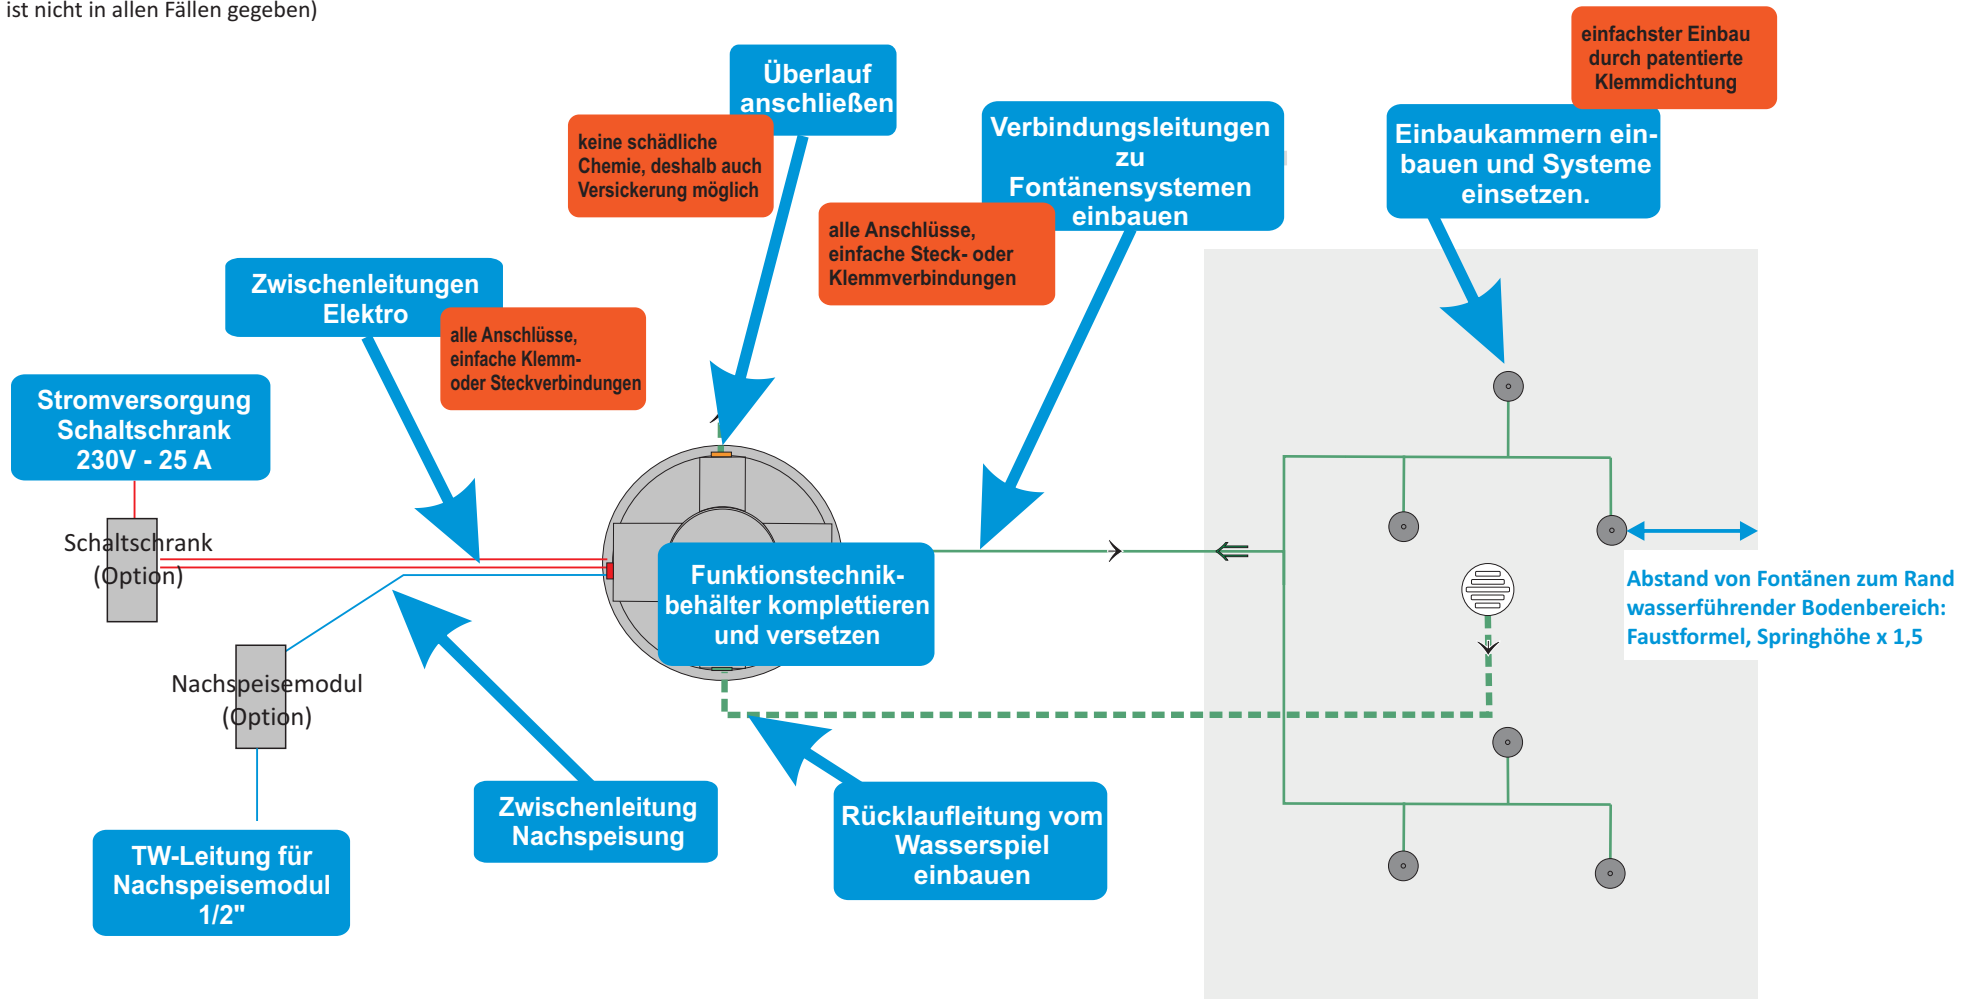 ist nicht in allen Fällen gegeben)
einfachster Einbau
durch patentierte
Klemmdichtung
Überlauf
anschließen
keine schädliche
Chemie, deshalb auch
Versickerung möglich
Verbindungsleitungen
zu
Fontänensystemen
einbauen
Einbaukammern ein-
bauen und Systeme
einsetzen.
alle Anschlüsse,
einfache Steck- oder
Klemmverbindungen
Zwischenleitungen
Elektro
alle Anschlüsse,
einfache Klemm-
oder Steckverbindungen
Stromversorgung
Schaltschrank
230V - 25 A
Schaltschrank
(Option)
Funktionstechnik-
behälter komplettieren
und versetzen
Abstand von Fontänen zum Rand
wasserführender Bodenbereich:
Faustformel, Springhöhe x 1,5
Nachspeisemodul
(Option)
Zwischenleitung
Nachspeisung
Rücklaufleitung vom
Wasserspiel
einbauen
TW-Leitung für
Nachspeisemodul
1/2"